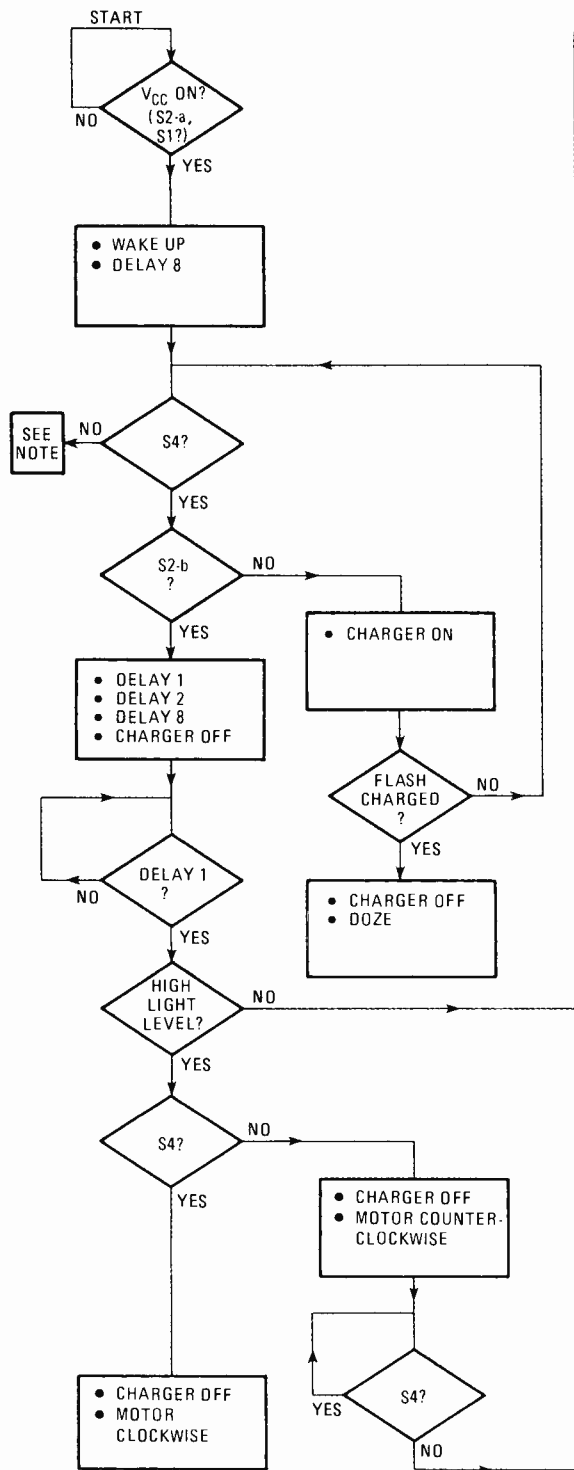 START
VCC ON?
(S2-a,
S1?)
NO
YES
• WAKE UP
• DELAY 8
SEE
NOTE
NO
S4?
YES
S2-b
?
NO
YES
• CHARGER ON
• DELAY 1
• DELAY 2
• DELAY 8
• CHARGER OFF
FLASH
CHARGED
?
NO
YES
DELAY 1
?
NO
YES
• CHARGER OFF
• DOZE
HIGH
LIGHT
LEVEL?
NO
YES
S4?
NO
YES
• CHARGER OFF
• MOTOR COUNTER-
CLOCKWISE
S4?
YES
NO
• CHARGER OFF
• MOTOR
CLOCKWISE